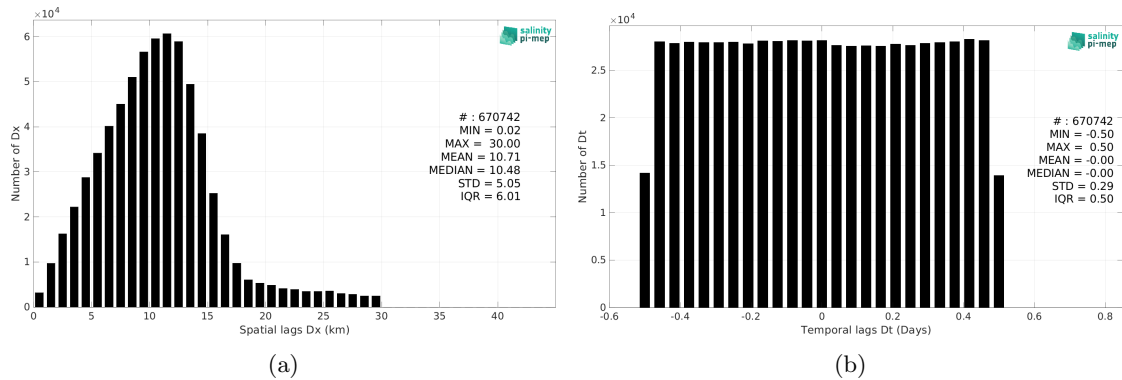 ×10⁴
6
5
4
3
2
1
0
Number of Dx
salinity
pi-mep
# : 670742
MIN = 0.02
MAX = 30.00
MEAN = 10.71
MEDIAN = 10.48
STD = 5.05
IQR = 6.01
0 5 10 15 20 25 30 35 40
Spatial lags Dx (km)
(a)
×10⁴
2.5
2
1.5
1
0.5
0
Number of Dt
salinity
pi-mep
# : 670742
MIN = -0.50
MAX = 0.50
MEAN = -0.00
MEDIAN = -0.00
STD = 0.29
IQR = 0.50
-0.6 -0.4 -0.2 0 0.2 0.4 0.6 0.8
Temporal lags Dt (Days)
(b)